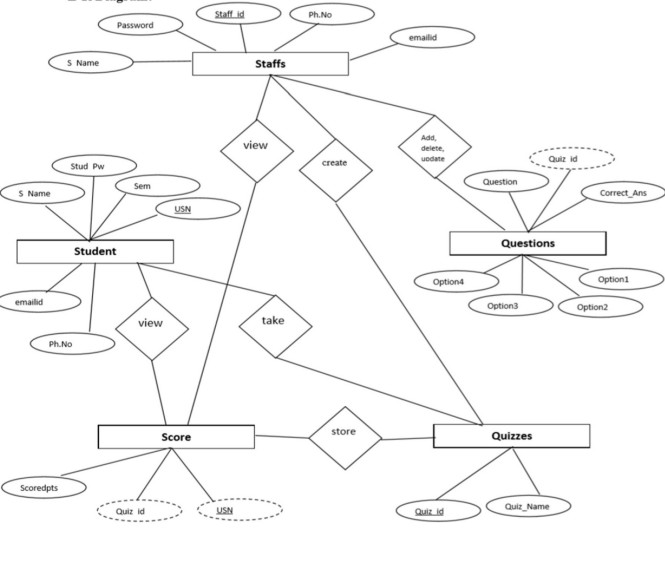 Staff_id
Ph.No
Password
emailid
S_Name
Staffs
view
create
Add,
delete,
uodate
Quiz_id
Question
Correct_Ans
Stud_Pw
Sem
S_Name
USN
Student
Questions
Option4
Option1
Option3
Option2
emailid
Ph.No
view
take
Score
store
Quizzes
Scoredpts
Quiz_id
USN
Quiz_id
Quiz_Name